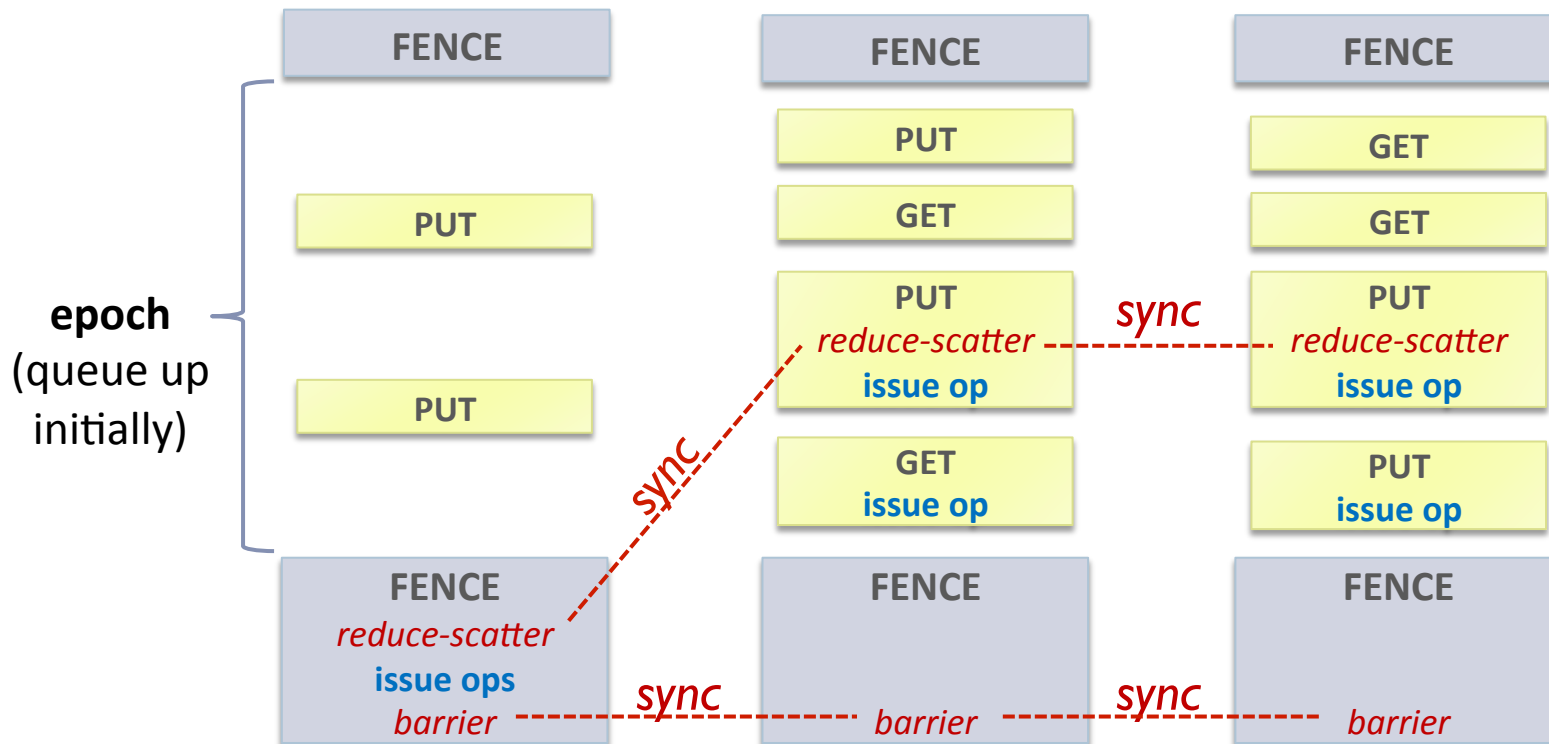 FENCE
FENCE
FENCE
PUT
GET
PUT
GET
GET
epoch
(queue up
initially)
PUT
PUT
reduce-scatter
issue op
sync
PUT
reduce-scatter
issue op
sync
GET
issue op
PUT
issue op
FENCE
reduce-scatter
issue ops
barrier
sync
FENCE
barrier
sync
FENCE
barrier